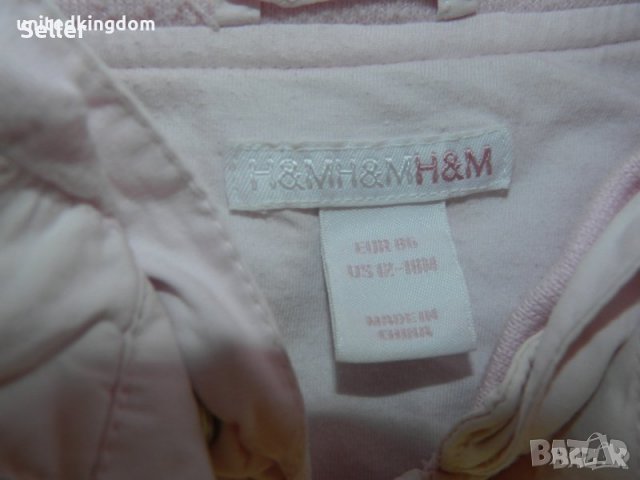 unitedkingdom
Seller
H&MH&MH&M
EUR 86
US 12-18M
MADE IN
CHINA
BAZAR